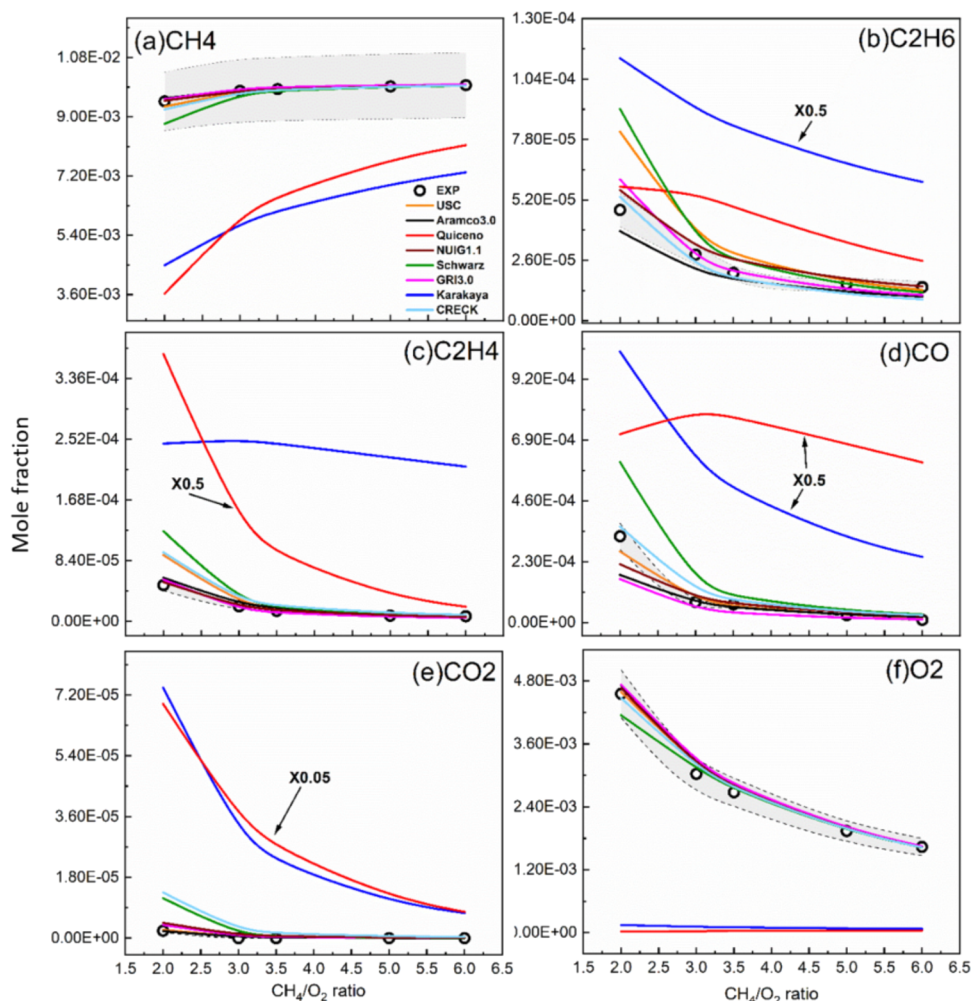 Mole fraction
(a)CH4
1.08E-02
9.00E-03
7.20E-03
5.40E-03
3.60E-03
EXP
USC
Aramco3.0
Quiceno
NUIG1.1
Schwarz
GRI3.0
Karakaya
CRECK
(b)C2H6
1.30E-04
1.04E-04
7.80E-05
5.20E-05
2.60E-05
0.00E+00
X0.5
(c)C2H4
3.36E-04
2.52E-04
1.68E-04
8.40E-05
0.00E+00
X0.5
(d)CO
9.20E-04
6.90E-04
4.60E-04
2.30E-04
0.00E+00
X0.5
(e)CO2
7.20E-05
5.40E-05
3.60E-05
1.80E-05
0.00E+00
X0.05
1.5 2.0 2.5 3.0 3.5 4.0 4.5 5.0 5.5 6.0 6.5
CH₄/O₂ ratio
(f)O2
4.80E-03
3.60E-03
2.40E-03
1.20E-03
0.00E+00
1.5 2.0 2.5 3.0 3.5 4.0 4.5 5.0 5.5 6.0 6.5
CH₄/O₂ ratio